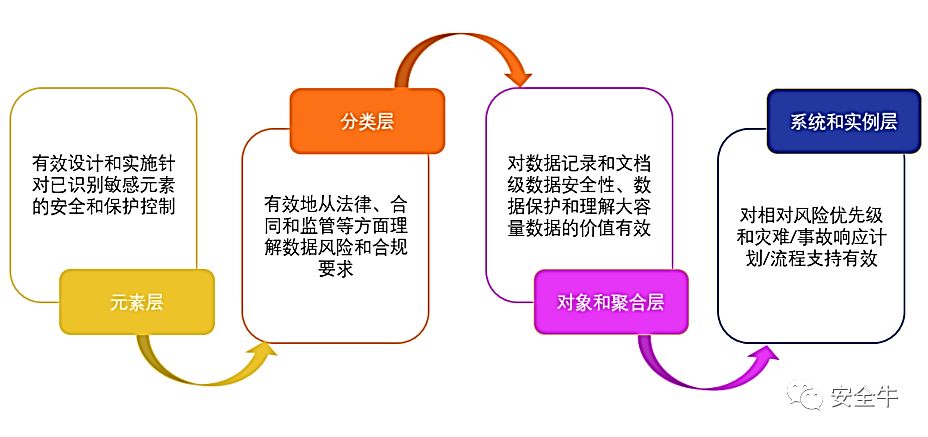 有效设计和实施针
对已识别敏感元素
的安全和保护控制
元素层
分类层
有效地从法律、合
同和监管等方面理
解数据风险和合规
要求
对数据记录和文档
级数据安全性、数
据保护和理解大容
量数据的价值有效
对象和聚合层
系统和实例层
对相对风险优先级
和灾难/事故响应计
划/流程支持有效
安全牛